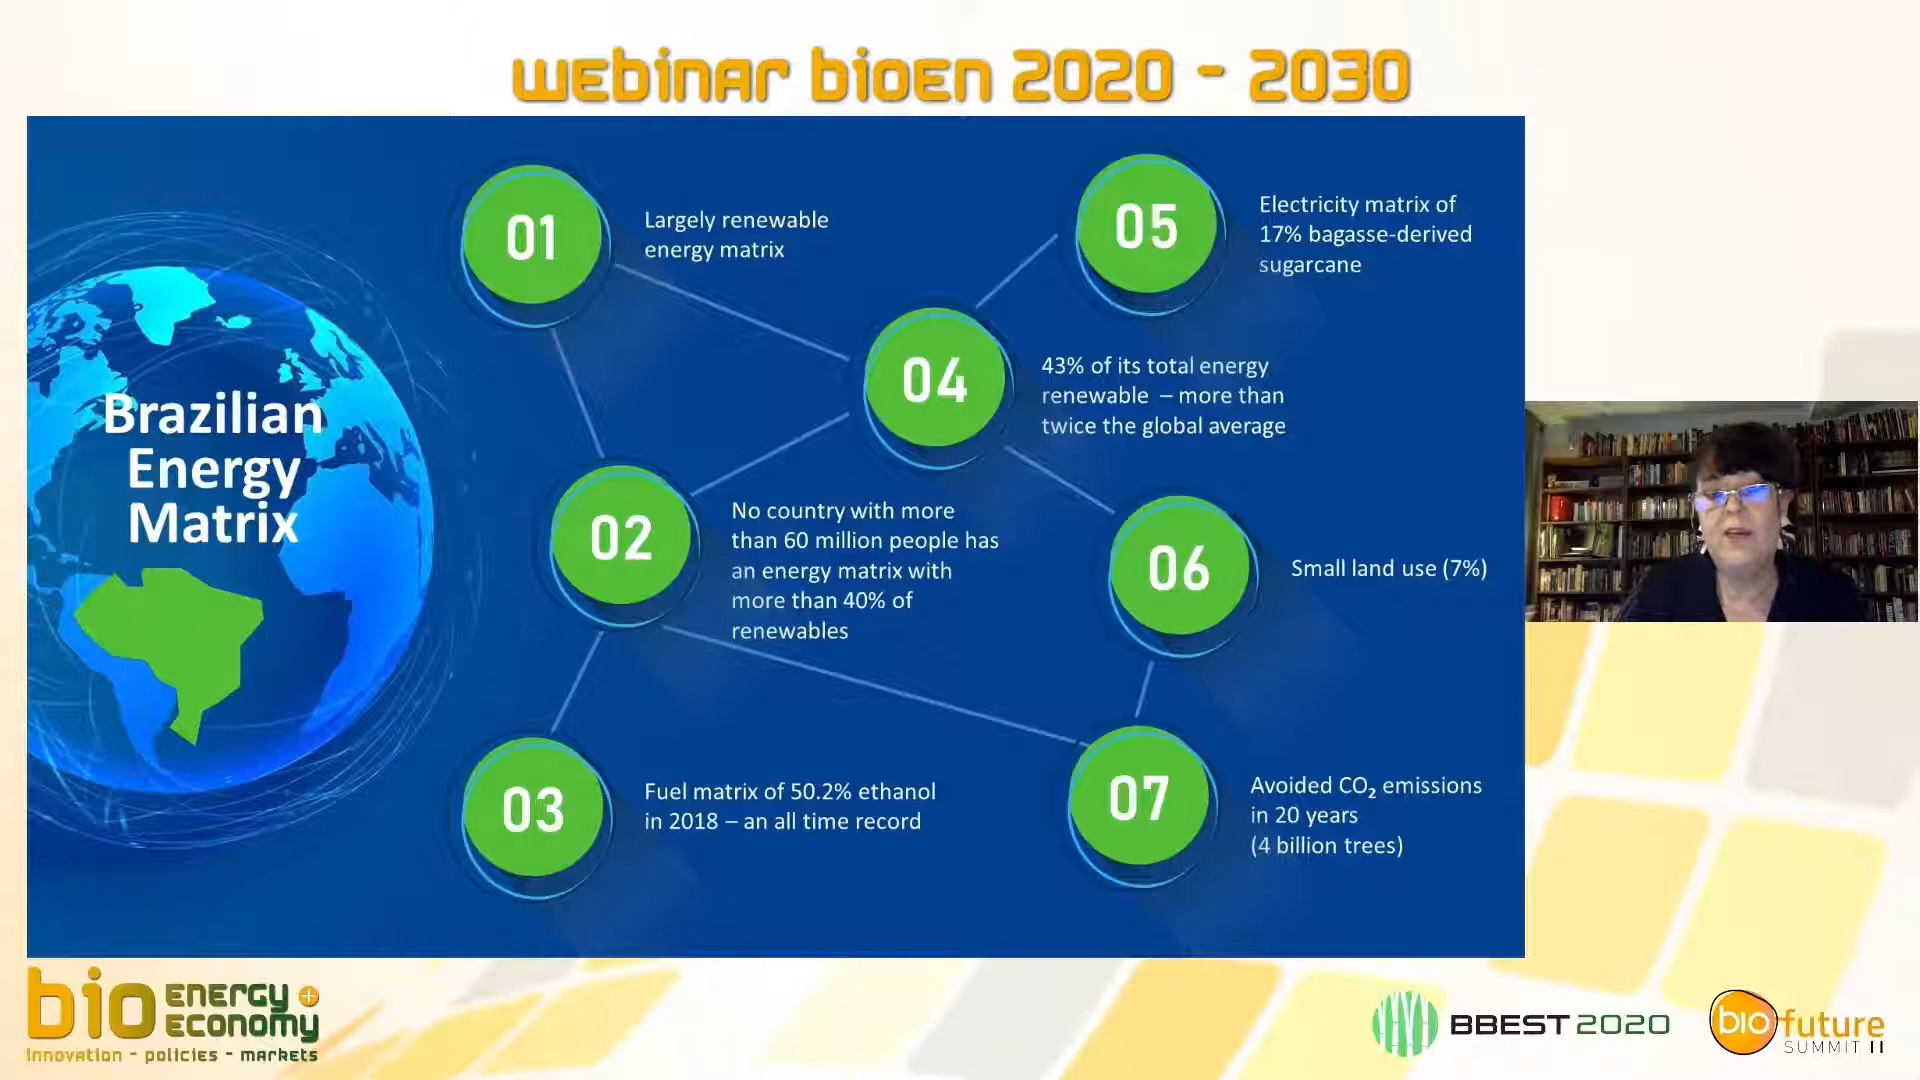 WEBINAR BIOEN 2020 - 2030
Brazilian
Energy
Matrix
01
Largely renewable
energy matrix
02
No country with more
than 60 million people has
an energy matrix with
more than 40% of
renewables
03
Fuel matrix of 50.2% ethanol
in 2018 – an all time record
04
43% of its total energy
renewable – more than
twice the global average
05
Electricity matrix of
17% bagasse-derived
sugarcane
06
Small land use (7%)
07
Avoided CO₂ emissions
in 20 years
(4 billion trees)
bio ENERGY +
ECONOMY
innovation - policies - markets
BBEST 2020
bio future
SUMMIT II